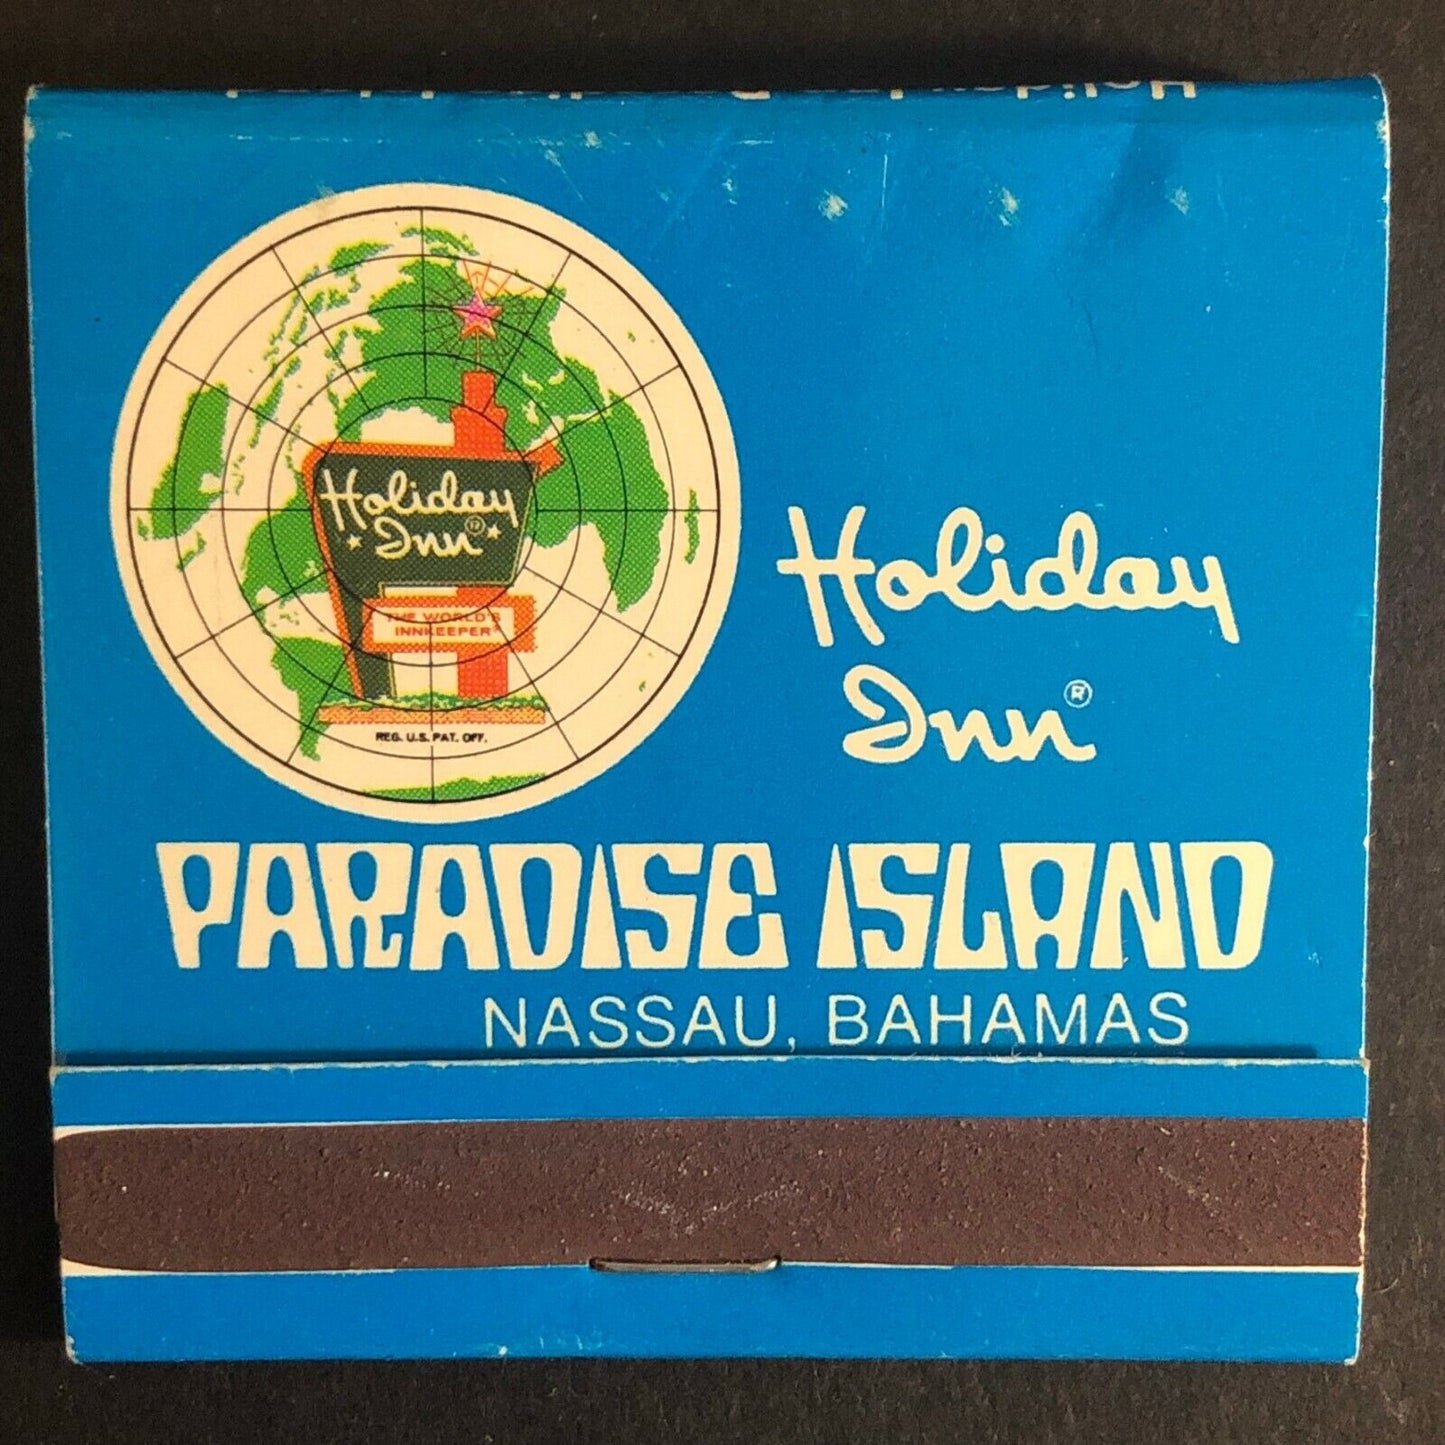 Holiday
Inn®
THE WORLD'S
INNKEEPER®
REG. U.S. PAT. OFF.
Holiday
Inn®
PARADISE ISLAND
NASSAU, BAHAMAS